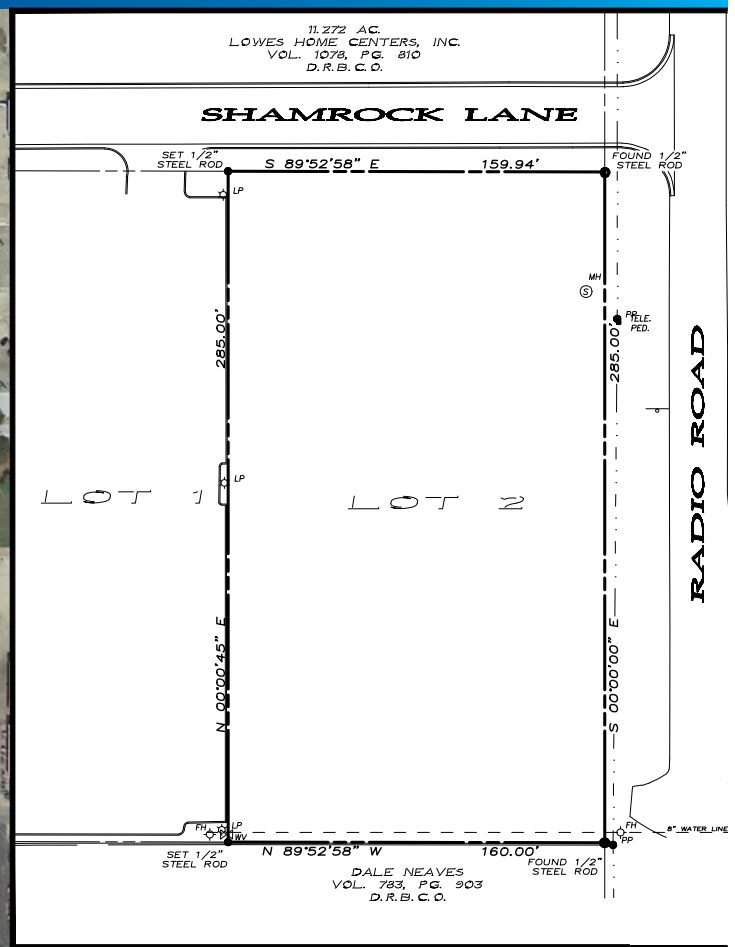 11.272 AC.
LOWES HOME CENTERS, INC.
VOL. 1078, PG. 810
D.R.B.C.O.
SHAMROCK LANE
SET 1/2"
STEEL ROD
S 89°52'58" E 159.94'
FOUND 1/2"
STEEL ROD
LP
MH
S
PP
TELE.
PED.
285.00'
285.00'
RADIO ROAD
LP
LOT 1
LOT 2
N 00°00'45" E
S 00°00'00" E
FH
LP
WV
FH
8" WATER LINE
PP
SET 1/2"
STEEL ROD
N 89°52'58" W 160.00'
FOUND 1/2"
STEEL ROD
DALE NEAVES
VOL. 783, PG. 903
D.R.B.C.O.